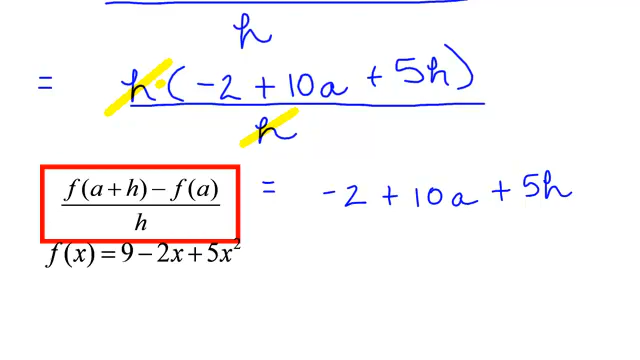 h
= h·(-2 + 10a + 5h)
h
f(a + h) − f(a)
h
= -2 + 10a + 5h
f(x) = 9 − 2x + 5x²